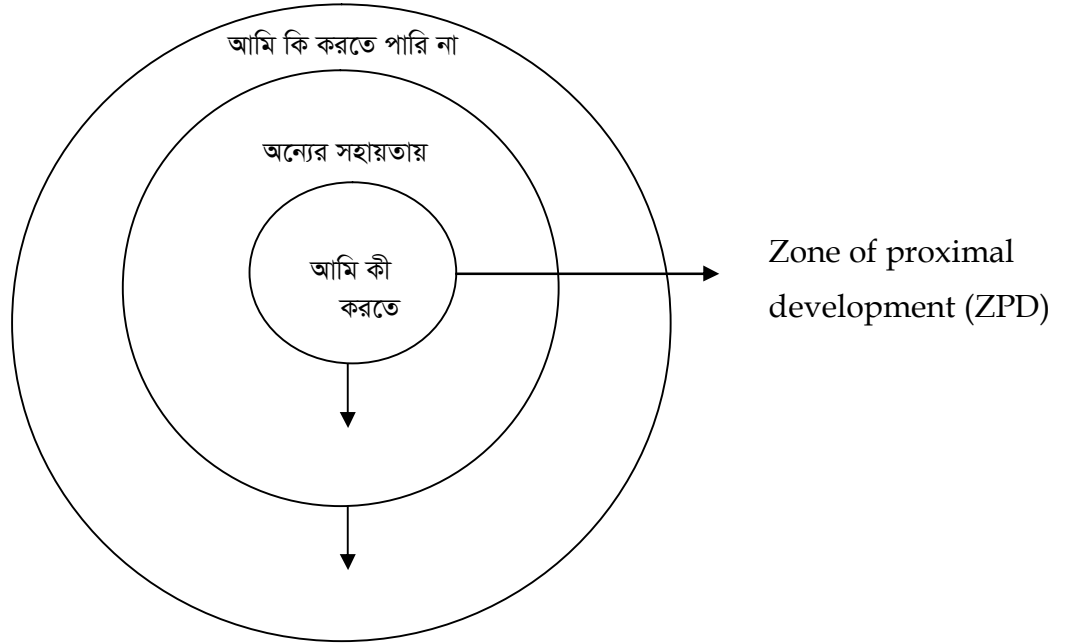 আমি কি করতে পারি না
অন্যের সহায়তায়
আমি কী
করতে
Zone of proximal
development (ZPD)